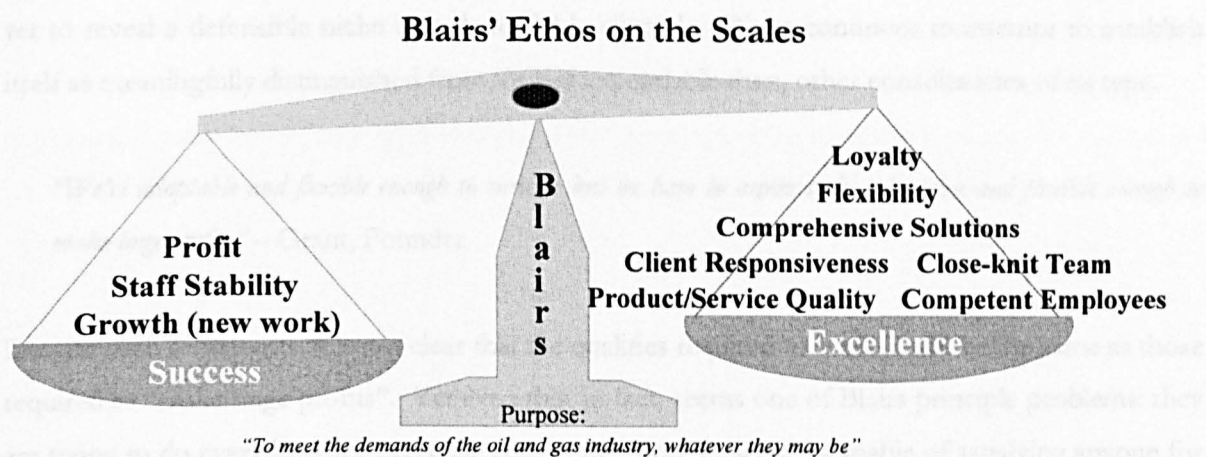 Blairs' Ethos on the Scales
Profit
Staff Stability
Growth (new work)
Success
Blairs
Loyalty
Flexibility
Comprehensive Solutions
Client Responsiveness Close-knit Team
Product/Service Quality Competent Employees
Excellence
Purpose:
"To meet the demands of the oil and gas industry, whatever they may be"